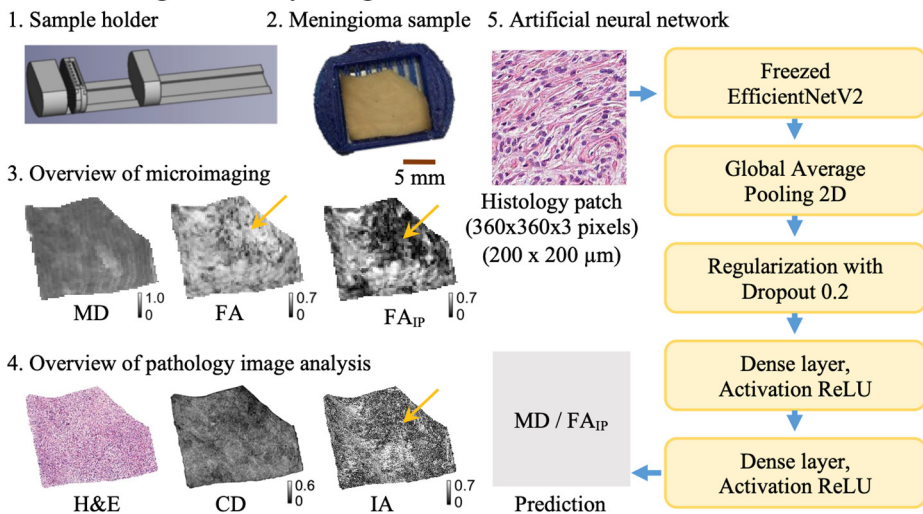 1. Sample holder
2. Meningioma sample
5 mm
3. Overview of microimaging
1.0
0
MD
0.7
0
FA
0.7
0
FA_IP
4. Overview of pathology image analysis
H&E
0.6
0
CD
0.7
0
IA
5. Artificial neural network
Histology patch
(360x360x3 pixels)
(200 x 200 µm)
Freezed
EfficientNetV2
Global Average
Pooling 2D
Regularization with
Dropout 0.2
Dense layer,
Activation ReLU
Dense layer,
Activation ReLU
MD / FA_IP
Prediction